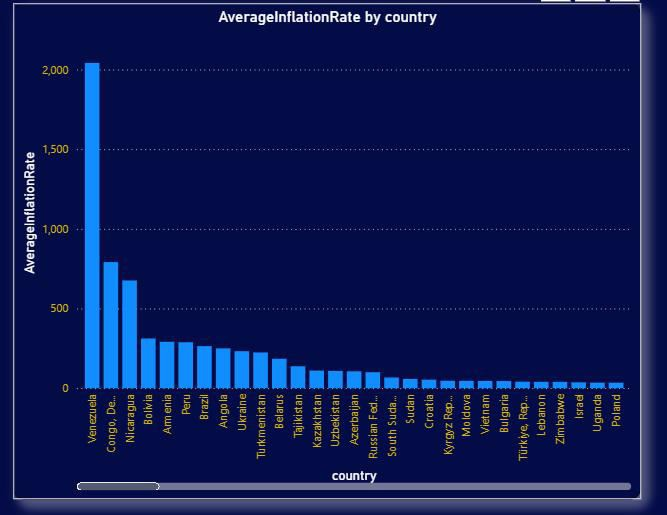 AverageInflationRate by country
AverageInflationRate
2,000
1,500
1,000
500
0
Venezuela
Congo, De...
Nicaragua
Bolivia
Armenia
Peru
Brazil
Angola
Ukraine
Turkmenistan
Belarus
Tajikistan
Kazakhstan
Uzbekistan
Azerbaijan
Russian Fed...
South Suda...
Sudan
Croatia
Kyrgyz Rep...
Moldova
Vietnam
Bulgaria
Türkiye, Rep...
Lebanon
Zimbabwe
Israel
Uganda
Poland
country